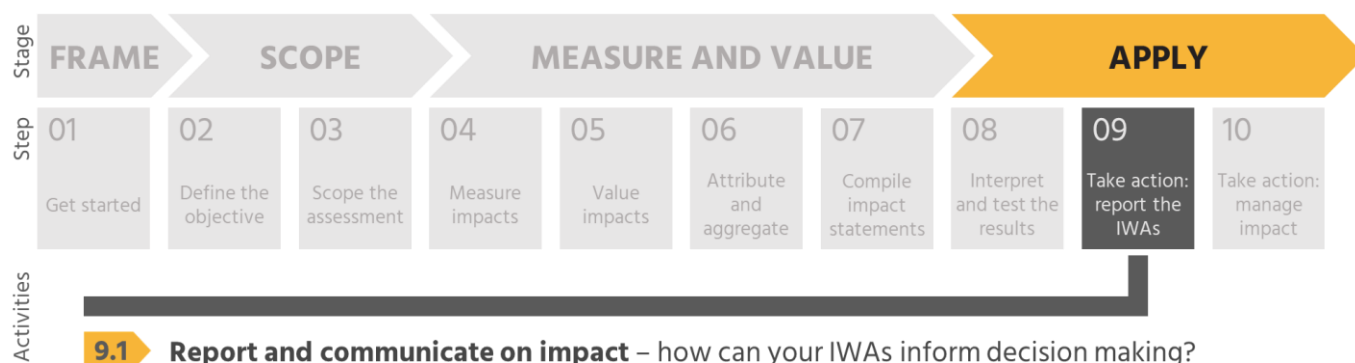 Stage
FRAME
SCOPE
MEASURE AND VALUE
APPLY
Step
01
Get started
02
Define the
objective
03
Scope the
assessment
04
Measure
impacts
05
Value
impacts
06
Attribute
and
aggregate
07
Compile
impact
statements
08
Interpret
and test the
results
09
Take action:
report the
IWAs
10
Take action:
manage
impact
Activities
9.1 Report and communicate on impact – how can your IWAs inform decision making?